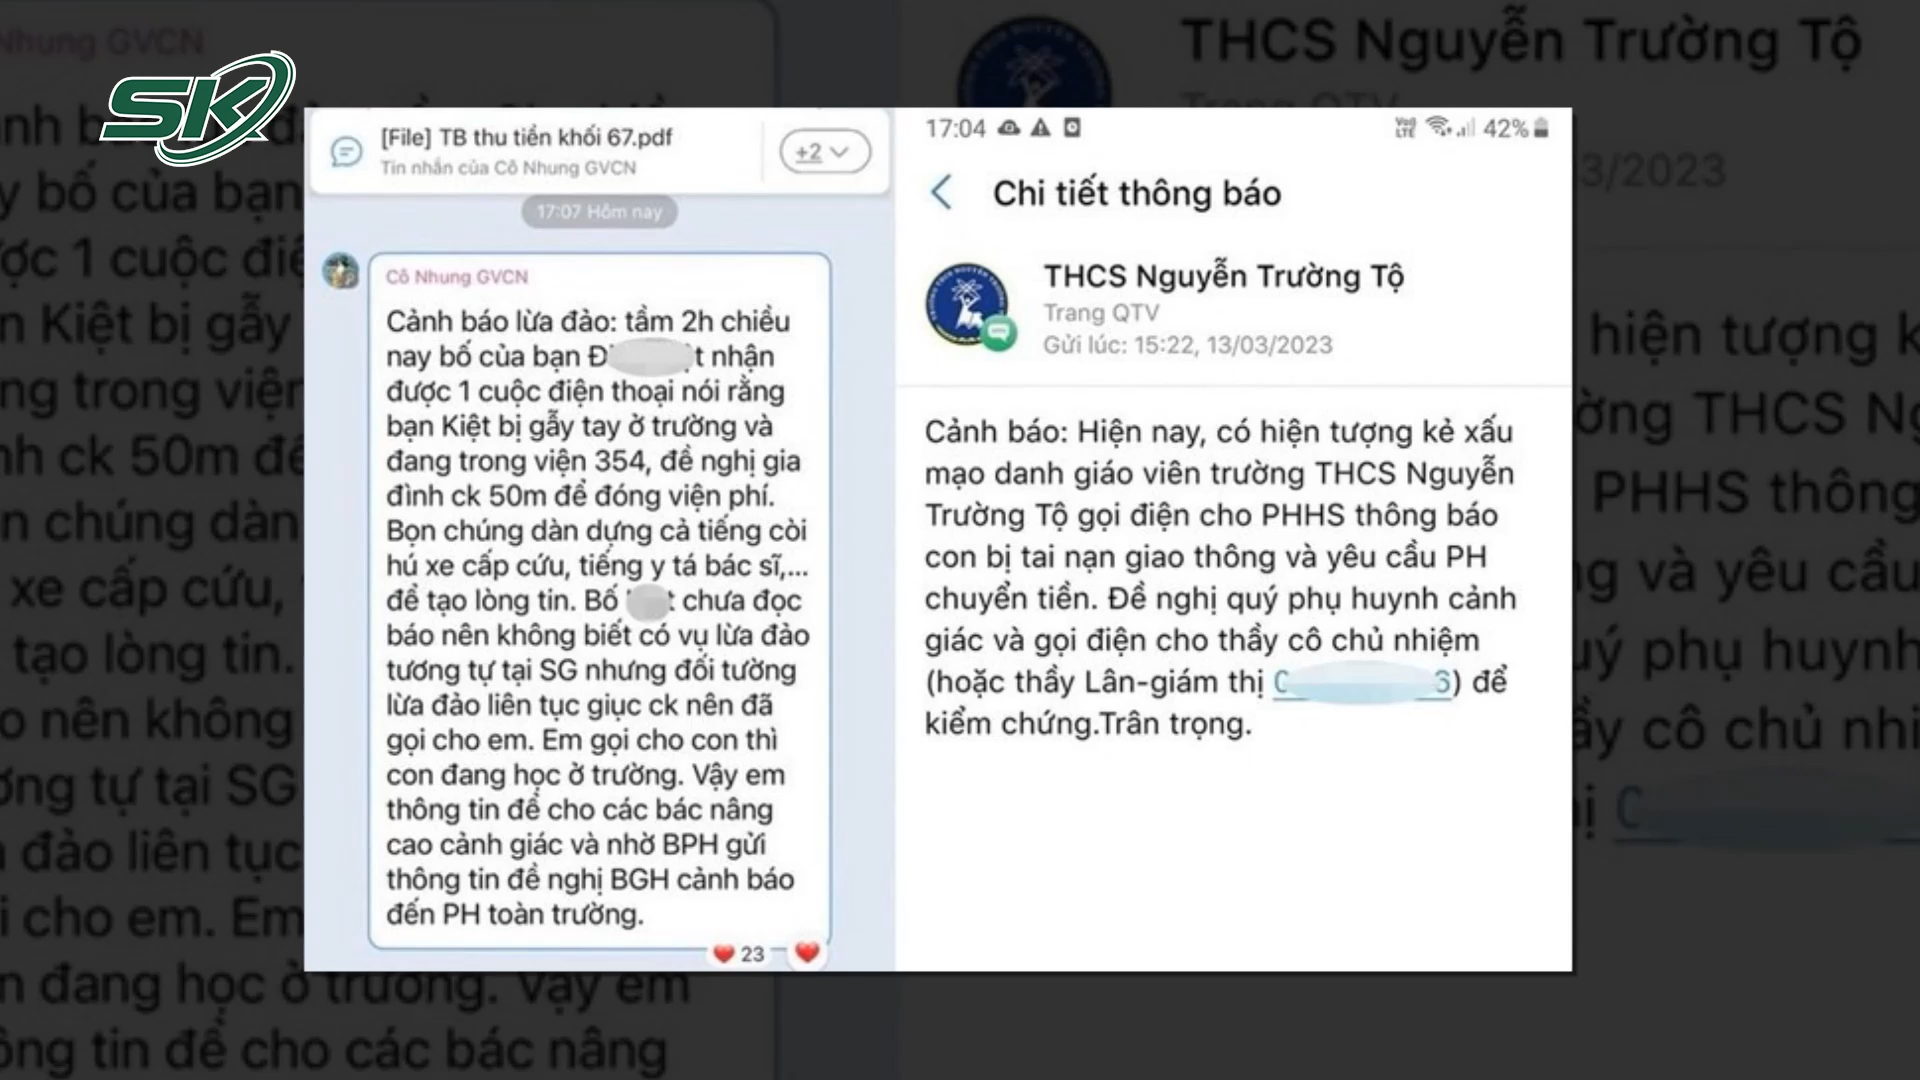 SK
[File] TB thu tiền khối 67.pdf
Tin nhắn của Cô Nhung GVCN
+2
17:07 Hôm nay
Cô Nhung GVCN
Cảnh báo lừa đảo: tầm 2h chiều
nay bố của bạn Đ t nhận
được 1 cuộc điện thoại nói rằng
bạn Kiệt bị gẫy tay ở trường và
đang trong viện 354, đề nghị gia
đình ck 50m để đóng viện phí.
Bọn chúng dàn dựng cả tiếng còi
hú xe cấp cứu, tiếng y tá bác sĩ,...
để tạo lòng tin. Bố t chưa đọc
báo nên không biết có vụ lừa đảo
tương tự tại SG nhưng đối tường
lừa đảo liên tục giục ck nên đã
gọi cho em. Em gọi cho con thì
con đang học ở trường. Vậy em
thông tin để cho các bác nâng
cao cảnh giác và nhờ BPH gửi
thông tin đề nghị BGH cảnh báo
đến PH toàn trường.
23
17:04
VoD LTE 42%
Chi tiết thông báo
THCS Nguyễn Trường Tộ
Trang QTV
Gửi lúc: 15:22, 13/03/2023
Cảnh báo: Hiện nay, có hiện tượng kẻ xấu
mạo danh giáo viên trường THCS Nguyễn
Trường Tộ gọi điện cho PHHS thông báo
con bị tai nạn giao thông và yêu cầu PH
chuyển tiền. Đề nghị quý phụ huynh cảnh
giác và gọi điện cho thầy cô chủ nhiệm
(hoặc thầy Lân-giám thị 0 6) để
kiểm chứng.Trân trọng.